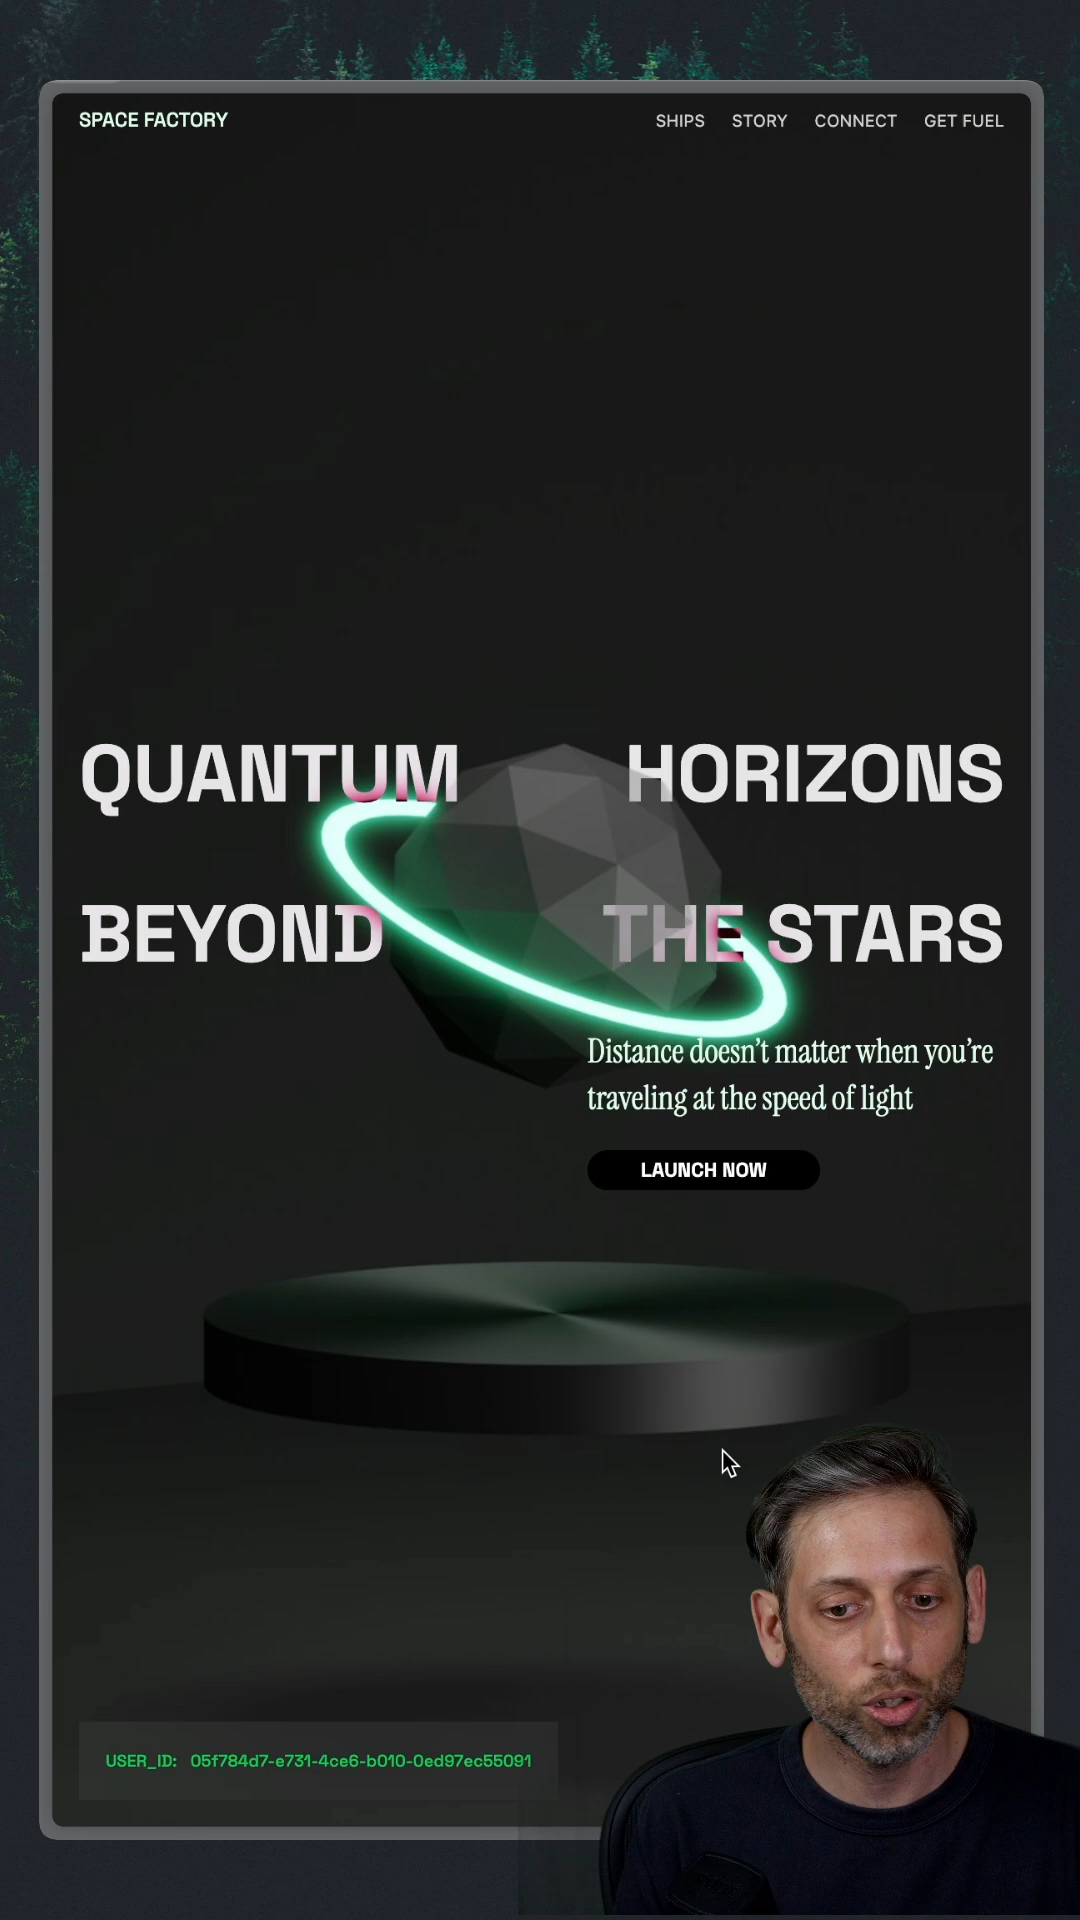 SPACE FACTORY
SHIPS STORY CONNECT GET FUEL
QUANTUM HORIZONS
BEYOND THE STARS
Distance doesn’t matter when you’re
traveling at the speed of light
LAUNCH NOW
USER_ID: 05f784d7-e731-4ce6-b010-0ed97ec55091